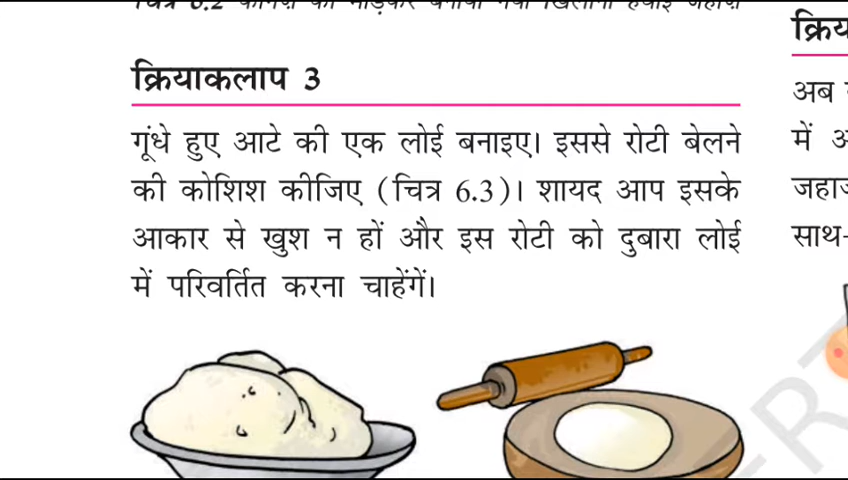 क्रियाकलाप 3
गूंधे हुए आटे की एक लोई बनाइए। इससे रोटी बेलने
की कोशिश कीजिए (चित्र 6.3)। शायद आप इसके
आकार से खुश न हों और इस रोटी को दुबारा लोई
में परिवर्तित करना चाहेंगें।
अब
में
साथ-